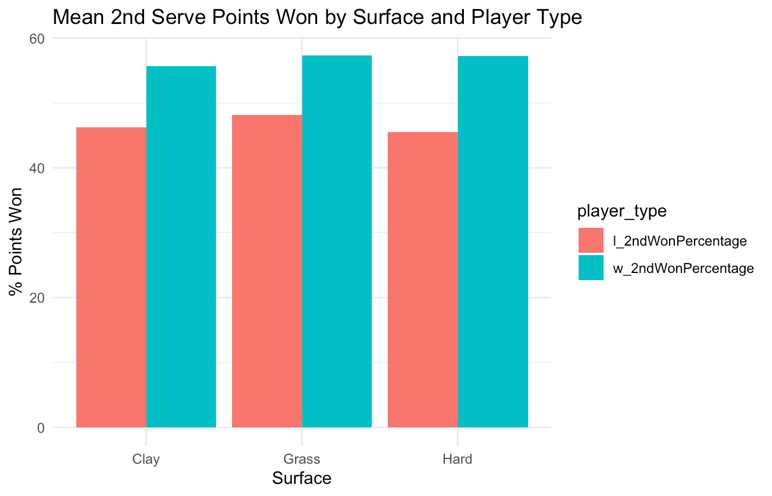 Mean 2nd Serve Points Won by Surface and Player Type
60
40
20
0
% Points Won
Clay
Grass
Hard
Surface
player_type
l_2ndWonPercentage
w_2ndWonPercentage